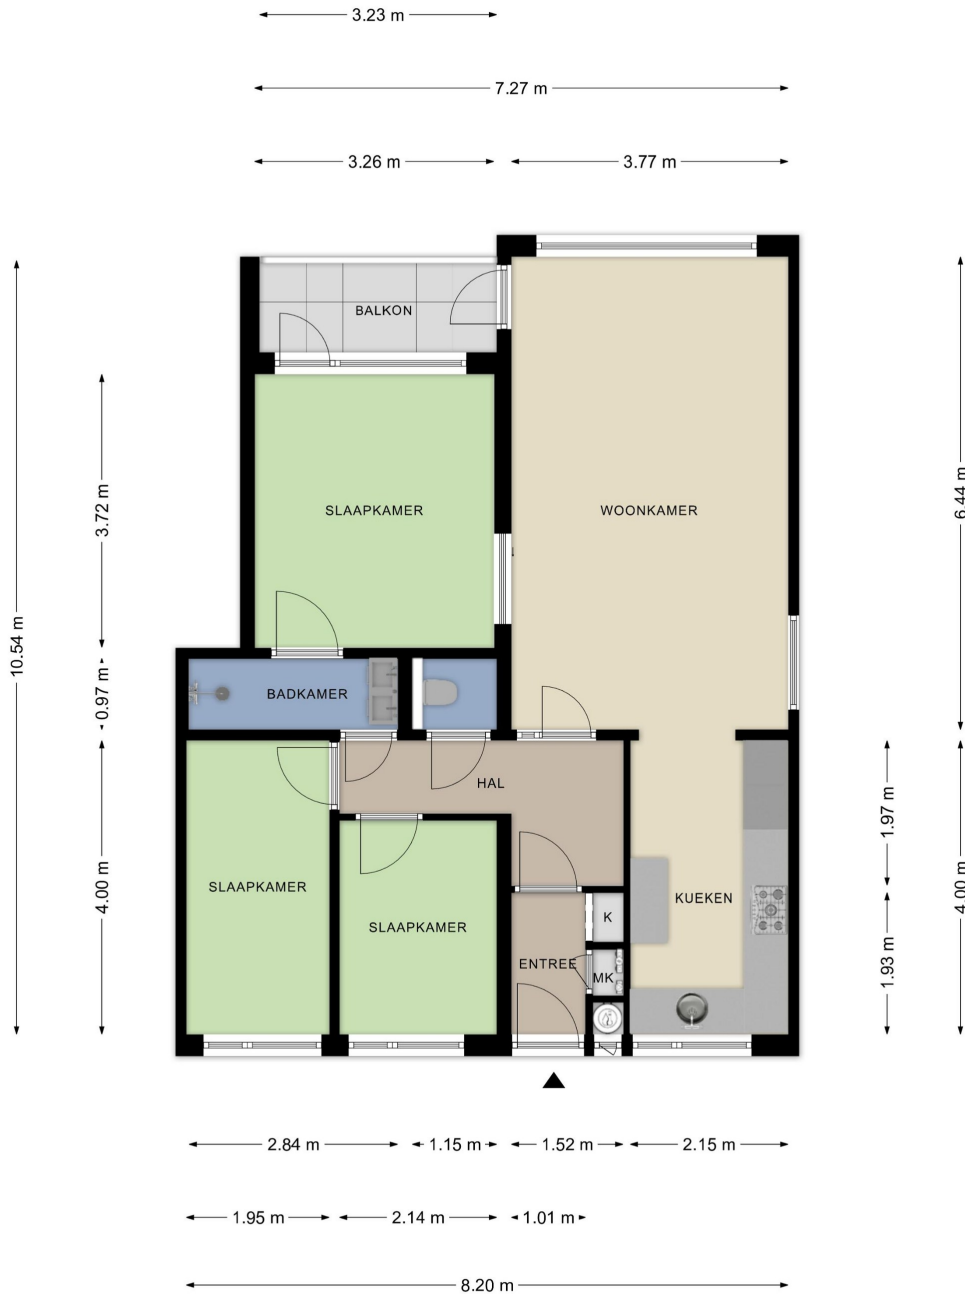 3.23 m
7.27 m
3.26 m
3.77 m
BALKON
10.54 m
3.72 m
6.44 m
SLAAPKAMER
WOONKAMER
0.97 m
BADKAMER
HAL
4.00 m
1.97 m
4.00 m
SLAAPKAMER
SLAAPKAMER
KUEKEN
K
ENTREE
MK
1.93 m
2.84 m
1.15 m
1.52 m
2.15 m
1.95 m
2.14 m
1.01 m
8.20 m